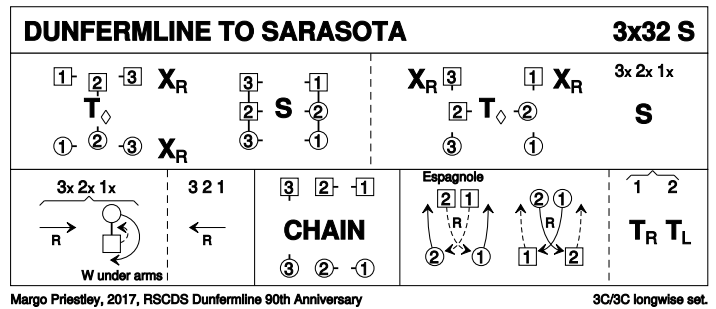 DUNFERMLINE TO SARASOTA 3x32 S
1 2 3 XR 3 1 XR 3 1 XR 3x 2x 1x
T◇ 2 S 2 2 T◇ 2 S
1 2 3 XR 3 1 3 1
3x 2x 1x 3 2 1 3 2 1 Espagnole 1 2
2 1 2 1
R R CHAIN R R TR TL
2 1 1 2
W under arms 3 2 1
Margo Priestley, 2017, RSCDS Dunfermline 90th Anniversary 3C/3C longwise set.